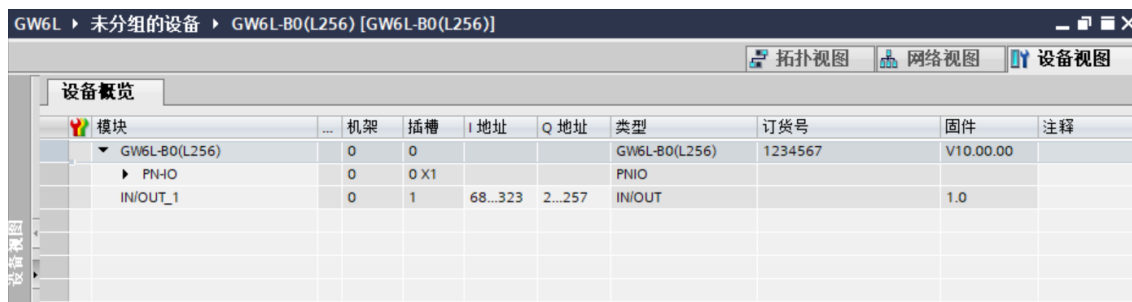 GW6L ▸ 未分组的设备 ▸ GW6L-B0(L256) [GW6L-B0(L256)]
拓扑视图 网络视图 设备视图
设备概览
模块 ... 机架 插槽 I 地址 Q 地址 类型 订货号 固件 注释
GW6L-B0(L256) 0 0 GW6L-B0(L256) 1234567 V10.00.00
PN-IO 0 0 X1 PNIO
IN/OUT_1 0 1 68...323 2...257 IN/OUT 1.0
设备视图